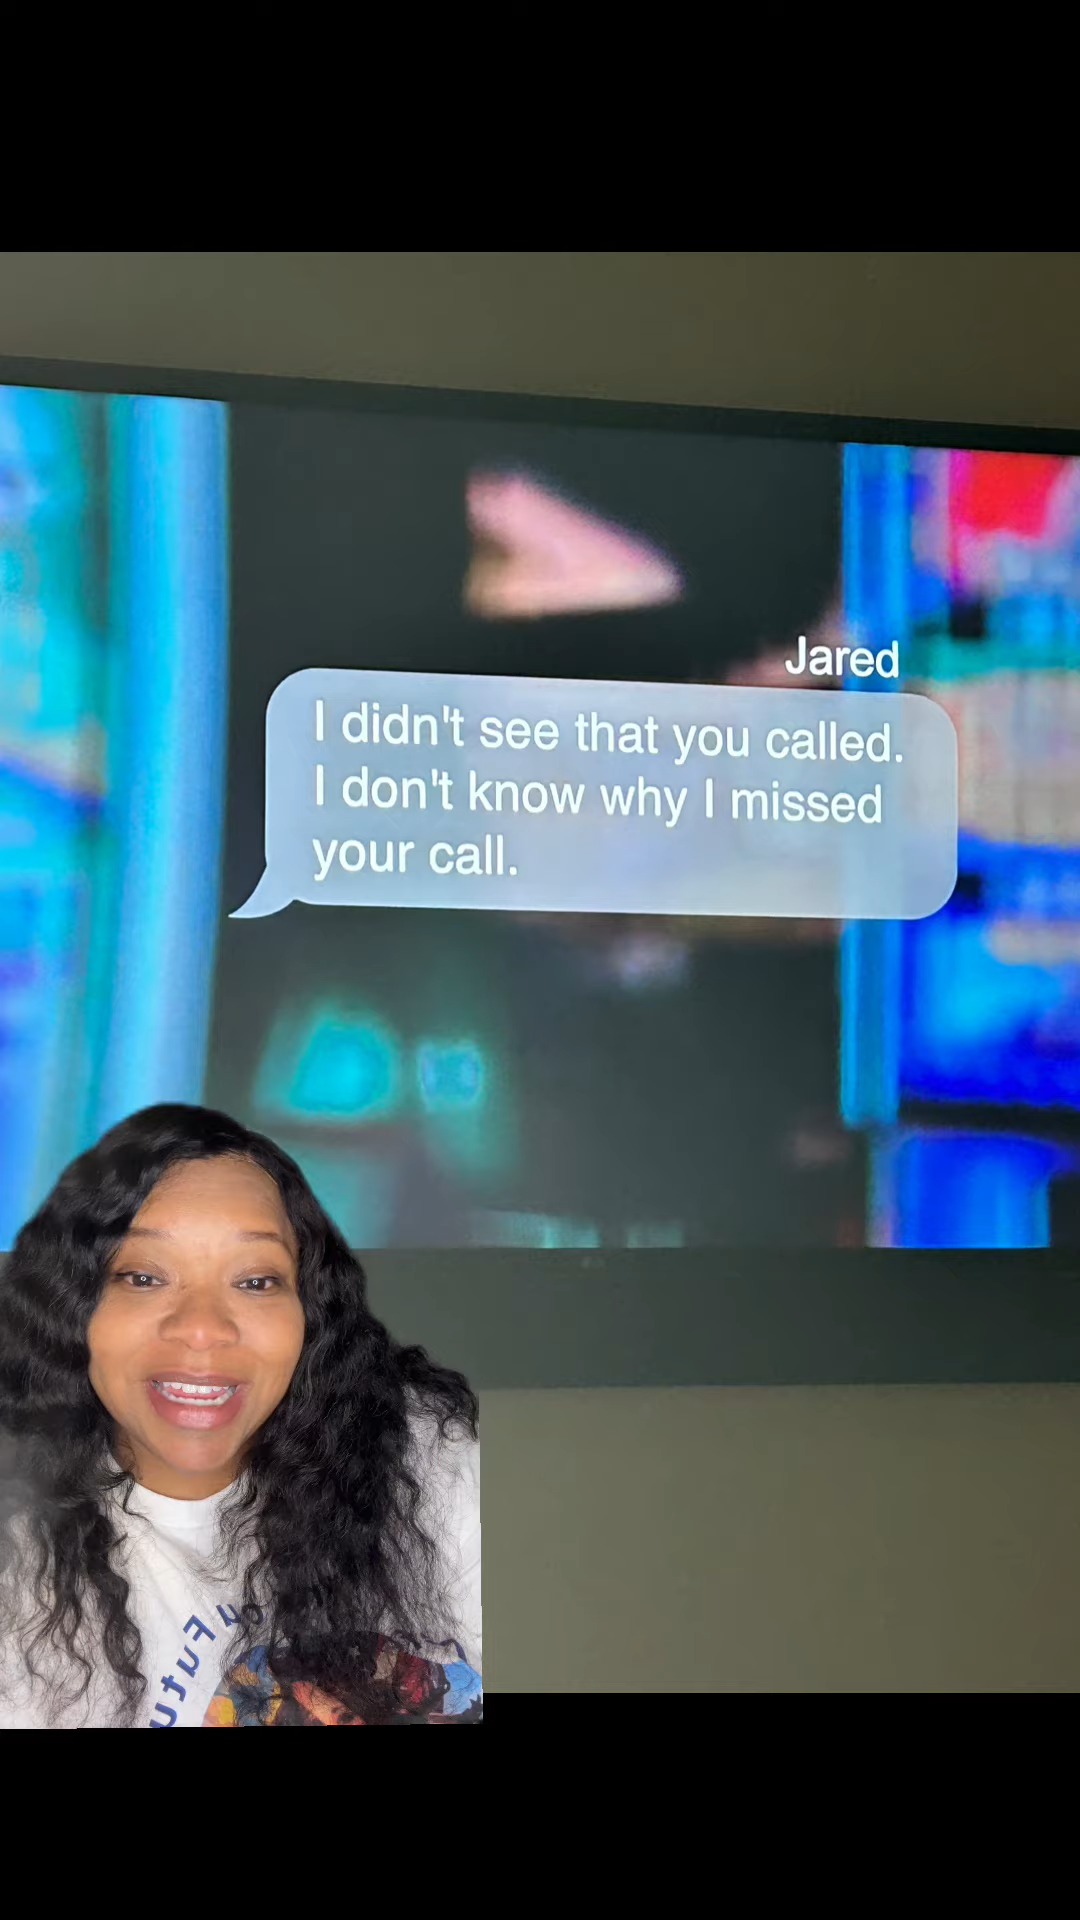 Jared
I didn't see that you called.
I don't know why I missed
your call.